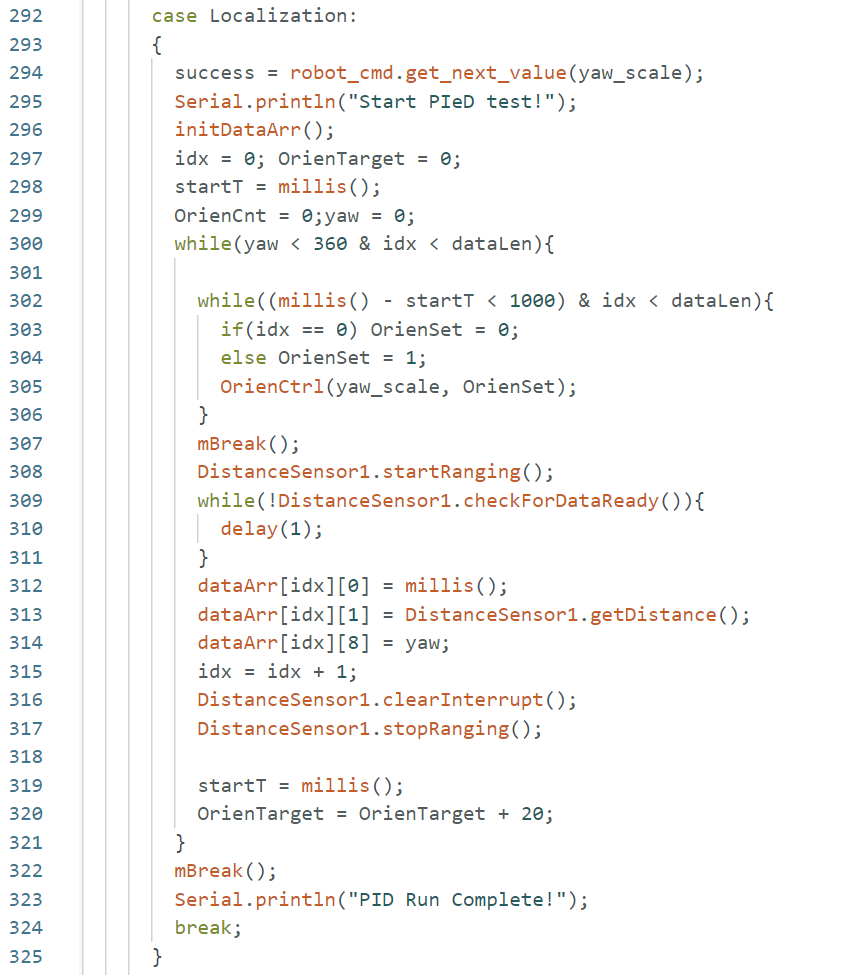 292 case Localization:
293 {
294 success = robot_cmd.get_next_value(yaw_scale);
295 Serial.println("Start PIeD test!");
296 initDataArr();
297 idx = 0; OrienTarget = 0;
298 startT = millis();
299 OrienCnt = 0;yaw = 0;
300 while(yaw < 360 & idx < dataLen){
301
302 while((millis() - startT < 1000) & idx < dataLen){
303 if(idx == 0) OrienSet = 0;
304 else OrienSet = 1;
305 OrienCtrl(yaw_scale, OrienSet);
306 }
307 mBreak();
308 DistanceSensor1.startRanging();
309 while(!DistanceSensor1.checkForDataReady()){
310 delay(1);
311 }
312 dataArr[idx][0] = millis();
313 dataArr[idx][1] = DistanceSensor1.getDistance();
314 dataArr[idx][8] = yaw;
315 idx = idx + 1;
316 DistanceSensor1.clearInterrupt();
317 DistanceSensor1.stopRanging();
318
319 startT = millis();
320 OrienTarget = OrienTarget + 20;
321 }
322 mBreak();
323 Serial.println("PID Run Complete!");
324 break;
325 }